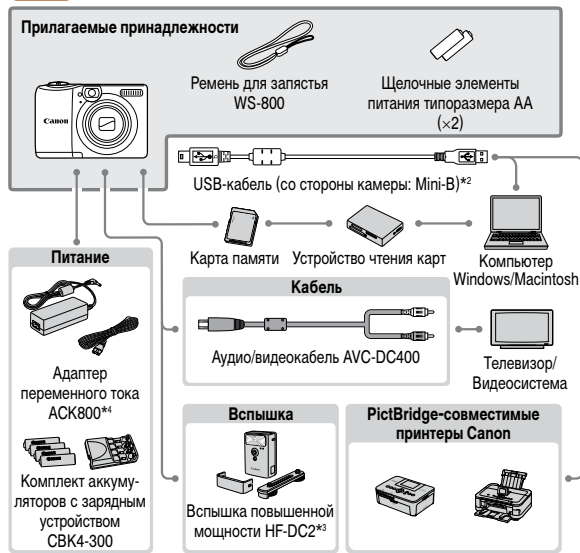 Прилагаемые принадлежности
Canon
Ремень для запястья
WS-800
Щелочные элементы
питания типоразмера AA
(×2)
USB-кабель (со стороны камеры: Mini-B)*2
Карта памяти
Устройство чтения карт
Компьютер
Windows/Macintosh
Питание
Адаптер
переменного тока
ACK800*4
Комплект аккуму-
ляторов с зарядным
устройством
CBK4-300
Кабель
Аудио/видеокабель AVC-DC400
Телевизор/
Видеосистема
Вспышка
Вспышка повышенной
мощности HF-DC2*3
PictBridge-совместимые
принтеры Canon